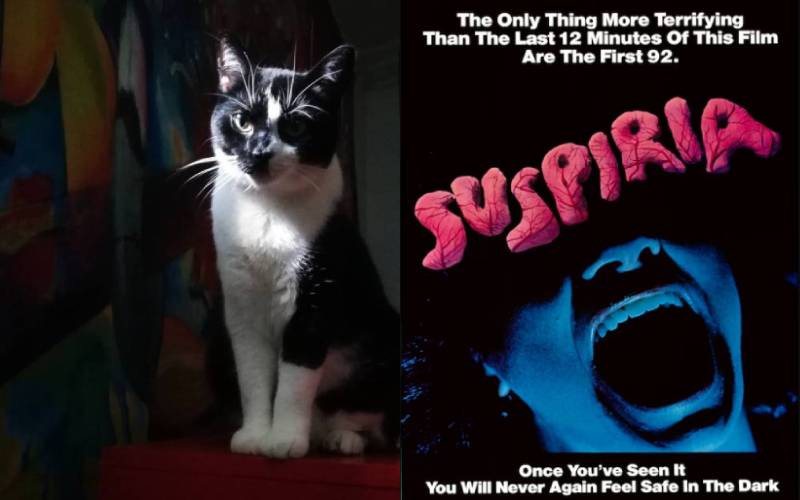 The Only Thing More Terrifying
Than The Last 12 Minutes Of This Film
Are The First 92.
SUSPIRIA
Once You've Seen It
You Will Never Again Feel Safe In The Dark